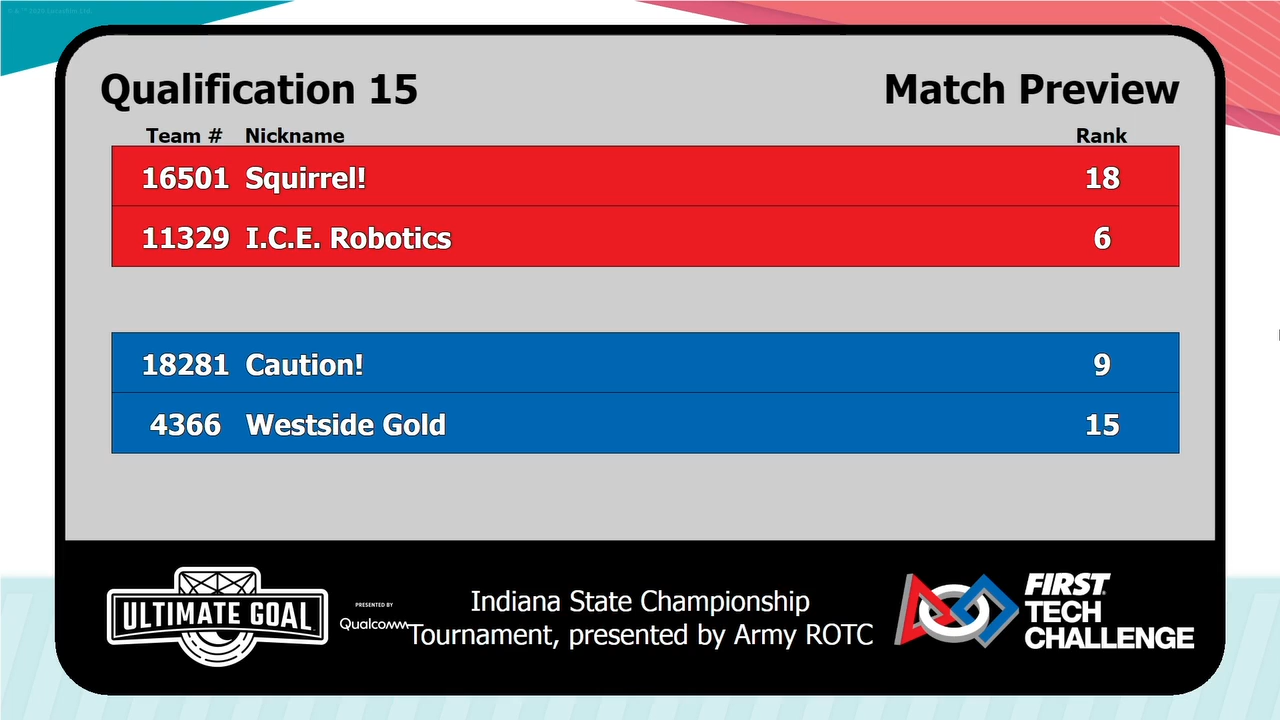 Qualification 15
Match Preview
Team # Nickname Rank
16501 Squirrel! 18
11329 I.C.E. Robotics 6
18281 Caution! 9
4366 Westside Gold 15
ULTIMATE GOAL
PRESENTED BY
Qualcomm
Indiana State Championship
Tournament, presented by Army ROTC
FIRST
TECH
CHALLENGE